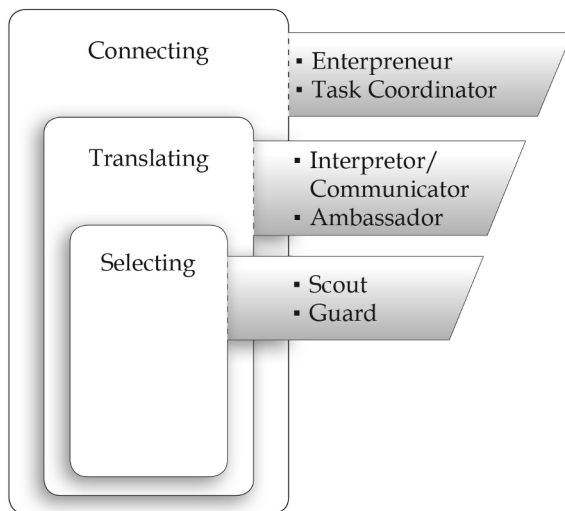 Connecting
▪ Enterpreneur
▪ Task Coordinator
Translating
▪ Interpretor/
Communicator
▪ Ambassador
Selecting
▪ Scout
▪ Guard